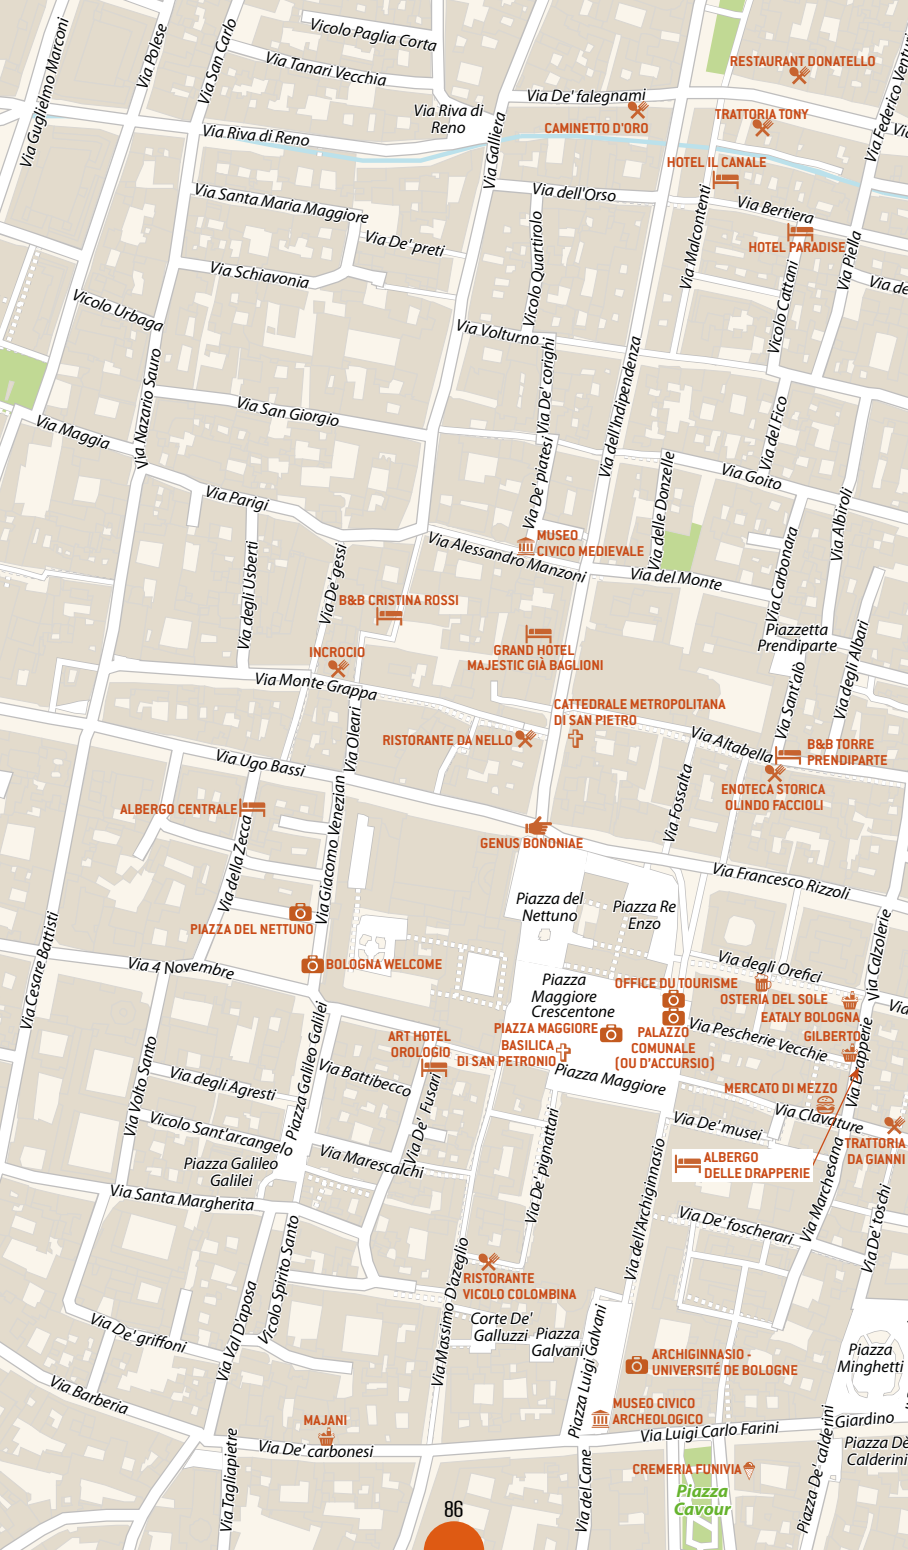 Vicolo Paglia Corta
Via Guglielmo Marconi
Via Polese
Via San Carlo
Via Tanari Vecchia
RESTAURANT DONATELLO
Via De' falegnami
Via Riva di
Reno
CAMINETTO D'ORO
TRATTORIA TONY
Via Riva di Reno
Via Galliera
HOTEL IL CANALE
Via Santa Maria Maggiore
Via dell'Orso
Via Malcontenti
Via Bertiera
HOTEL PARADISE
Via De' preti
Vicolo Quartirolo
Via Piella
Via Schiavonia
Vicolo Urbaga
Via Volturno
Vicolo Cattani
Via de
Via Nazario Sauro
Via De' corighi
Via dell'Indipendenza
Via San Giorgio
Via Maggia
Via del Fico
Via De' piatesi
Via Goito
Via delle Donzelle
Via Parigi
Via Albiroli
MUSEO
CIVICO MEDIEVALE
Via Alessandro Manzoni
Via del Monte
Via degli Usberti
Via De' gessi
Via Carbonara
B&B CRISTINA ROSSI
Piazzetta
Prendiparte
Via degli Albari
INCROCIO
GRAND HOTEL
MAJESTIC GIÀ BAGLIONI
Via Monte Grappa
CATTEDRALE METROPOLITANA
DI SAN PIETRO
Via Sant'alò
Via Oleari
RISTORANTE DA NELLO
Via Altabella
B&B TORRE
PRENDIPARTE
Via Ugo Bassi
ENOTECA STORICA
OLINDO FACCIOLI
ALBERGO CENTRALE
Via Fossalta
Via della Zecca
Via Giacomo Venezian
GENUS BONONIAE
Via Francesco Rizzoli
Piazza del
Nettuno
Piazza Re
Enzo
PIAZZA DEL NETTUNO
Via Cesare Battisti
Via 4 Novembre
BOLOGNA WELCOME
Via degli Orefici
Via Calzolerie
Piazza
Maggiore
Crescentone
OFFICE DU TOURISME
OSTERIA DEL SOLE
EATALY BOLOGNA
Via
PIAZZA MAGGIORE
PALAZZO
COMUNALE
(OU D'ACCURSIO)
Via Pescherie Vecchie
GILBERTO
ART HOTEL
OROLOGIO
BASILICA
DI SAN PETRONIO
Piazza Maggiore
Via Drapperie
Via Volto Santo
Via degli Agresti
Piazza Galileo Galilei
Via Battibecco
Via De' Fusari
MERCATO DI MEZZO
Via Clavature
Vicolo Sant'arcangelo
Via De' musei
TRATTORIA
DA GIANNI
Piazza Galileo
Galilei
Via Marescalchi
ALBERGO
DELLE DRAPPERIE
Via Santa Margherita
Via De' pignattari
Via dell'Archiginnasio
Via De' foscherari
Via Marchesana
Via De' toschi
Vicolo Spirito Santo
RISTORANTE
VICOLO COLOMBINA
Via Val D'aposa
Via Massimo D'azeglio
Via De' griffoni
Corte De'
Galluzzi
Piazza
Galvani
Piazza Luigi Galvani
Piazza
Minghetti
ARCHIGINNASIO -
UNIVERSITÉ DE BOLOGNE
Via Barberia
MAJANI
MUSEO CIVICO
ARCHEOLOGICO
Via Luigi Carlo Farini
Giardino
Via De' carbonesi
Piazza De
Calderini
Via Tagliapietre
Via del Cane
CREMERIA FUNIVIA
Piazza
Cavour
Piazza De' calderini
86